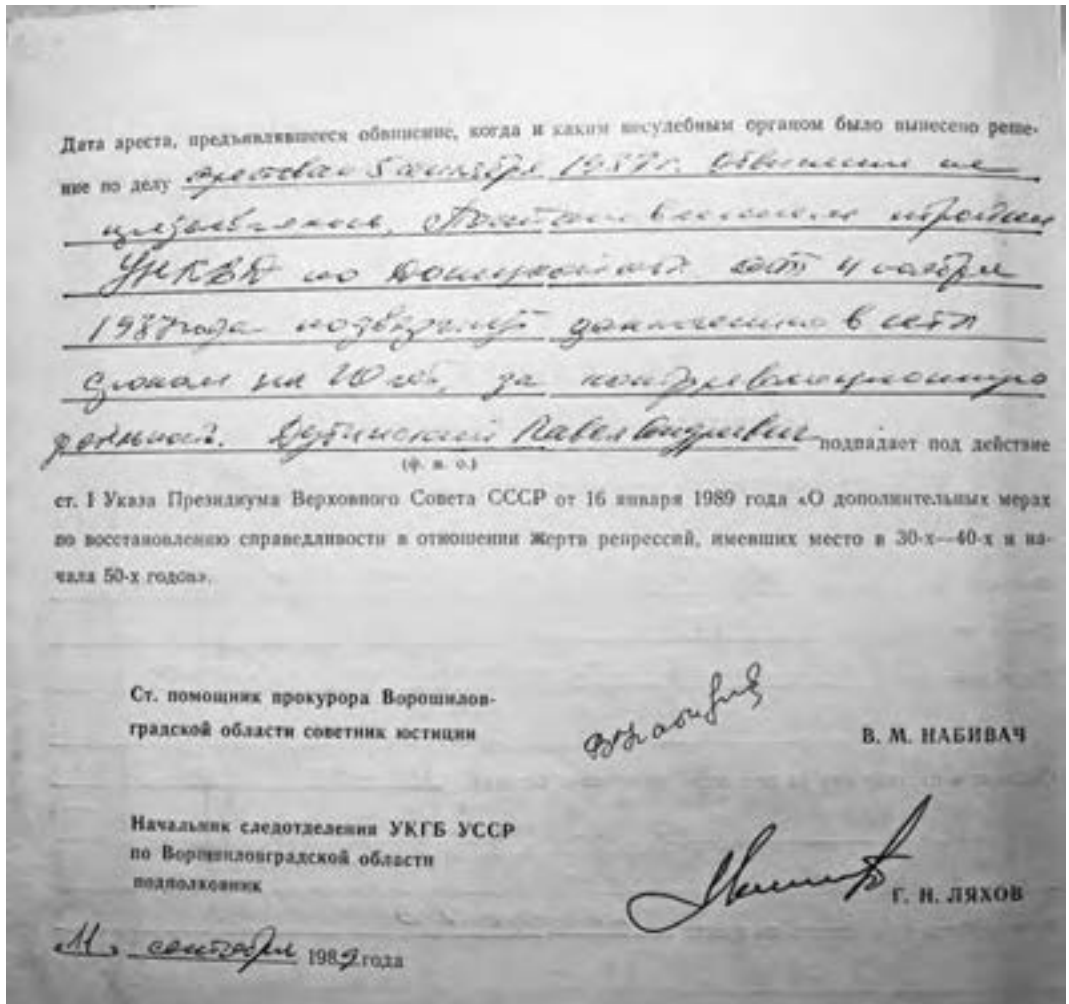 Дата ареста, предъявлявшееся обвинение, когда и каким несудебным органом было вынесено реше-
ние по делу арестован 5 октября 1937г. Обвинение не
предъявлялось. Постановлением тройки
УНКВД по Донецкой обл 4 ноября
1937 года подвергнут заключению в ИТЛ
сроком на 10 лет, за контрреволюционную
Павел Андреевич подпадает под действие
(ф. и. о.)
ст. 1 Указа Президиума Верховного Совета СССР от 16 января 1989 года «О дополнительных мерах
по восстановлению справедливости в отношении жертв репрессий, имевших место в 30-х—40-х и на-
чала 50-х годов».
Ст. помощник прокурора Ворошилов-
градской области советник юстиции
В. М. НАБИВАЧ
Начальник следотделения УКГБ УССР
по Ворошиловградской области
подполковник
Г. Н. ЛЯХОВ
11 сентября 1989 года